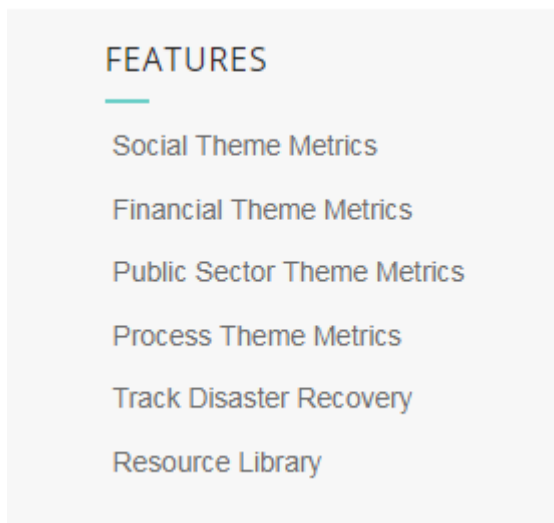 FEATURES
Social Theme Metrics
Financial Theme Metrics
Public Sector Theme Metrics
Process Theme Metrics
Track Disaster Recovery
Resource Library